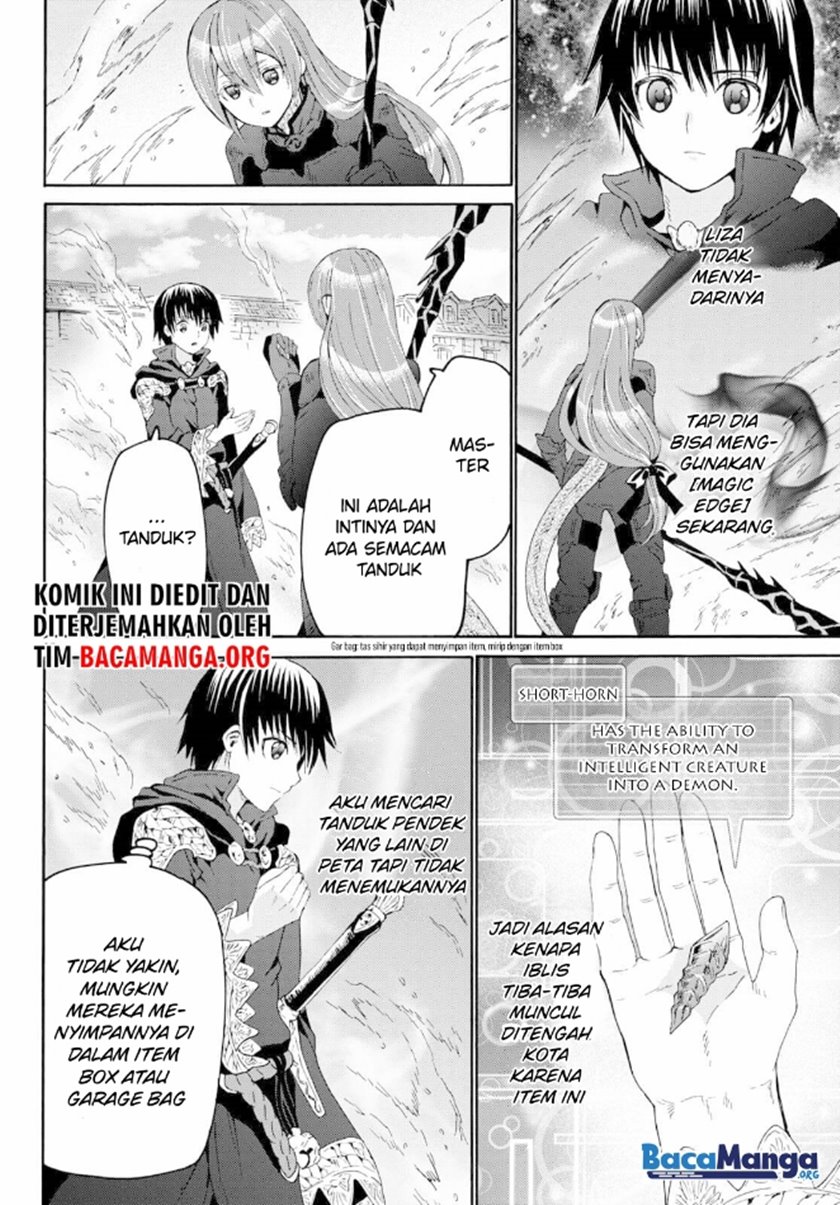 LIZA
TIDAK
MENYA-
DARINYA
TAPI DIA
BISA MENG-
GUNAKAN
[MAGIC
EDGE]
SEKARANG
MAS-
TER
INI ADALAH
INTINYA DAN
ADA SEMACAM
TANDUK
...
TANDUK?
KOMIK INI DIEDIT DAN
DITERJEMAHKAN OLEH
TIM-BACAMANGA.ORG
Gar bag: tas sihir yang dapat menyimpan item, mirip dengan item box
SHORT-HORN
HAS THE ABILITY TO
TRANSFORM AN
INTELLIGENT CREATURE
INTO A DEMON.
JADI ALASAN
KENAPA
IBLIS
TIBA-TIBA
MUNCUL
DITENGAH
KOTA
KARENA
ITEM INI
AKU MENCARI
TANDUK PENDEK
YANG LAIN DI
PETA TAPI TIDAK
MENEMUKANNYA
AKU
TIDAK YAKIN,
MUNGKIN
MEREKA ME-
NYIMPANNYA DI
DALAM ITEM
BOX ATAU
GARAGE BAG
BACAMANGA
.ORG